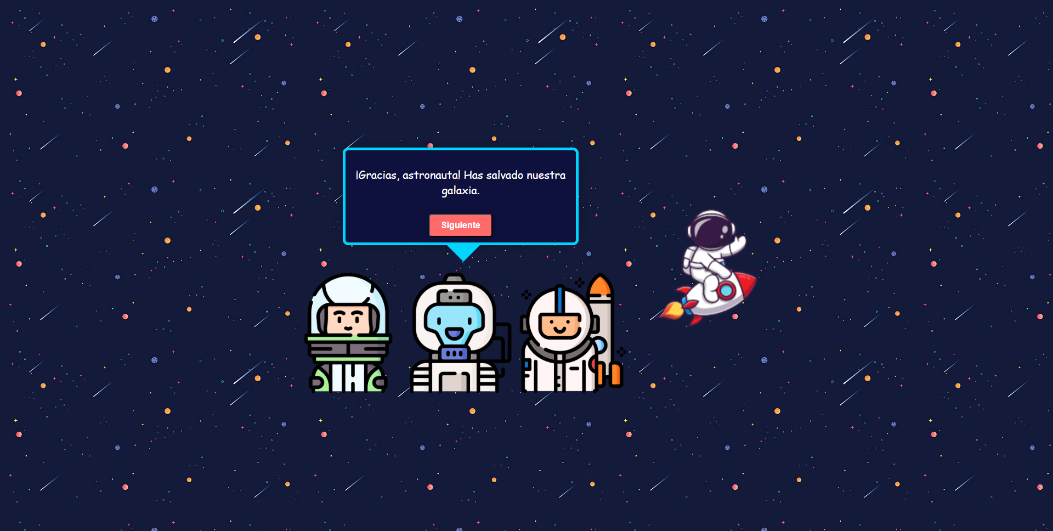 ¡Gracias, astronauta! Has salvado nuestra
galaxia.
Siguiente